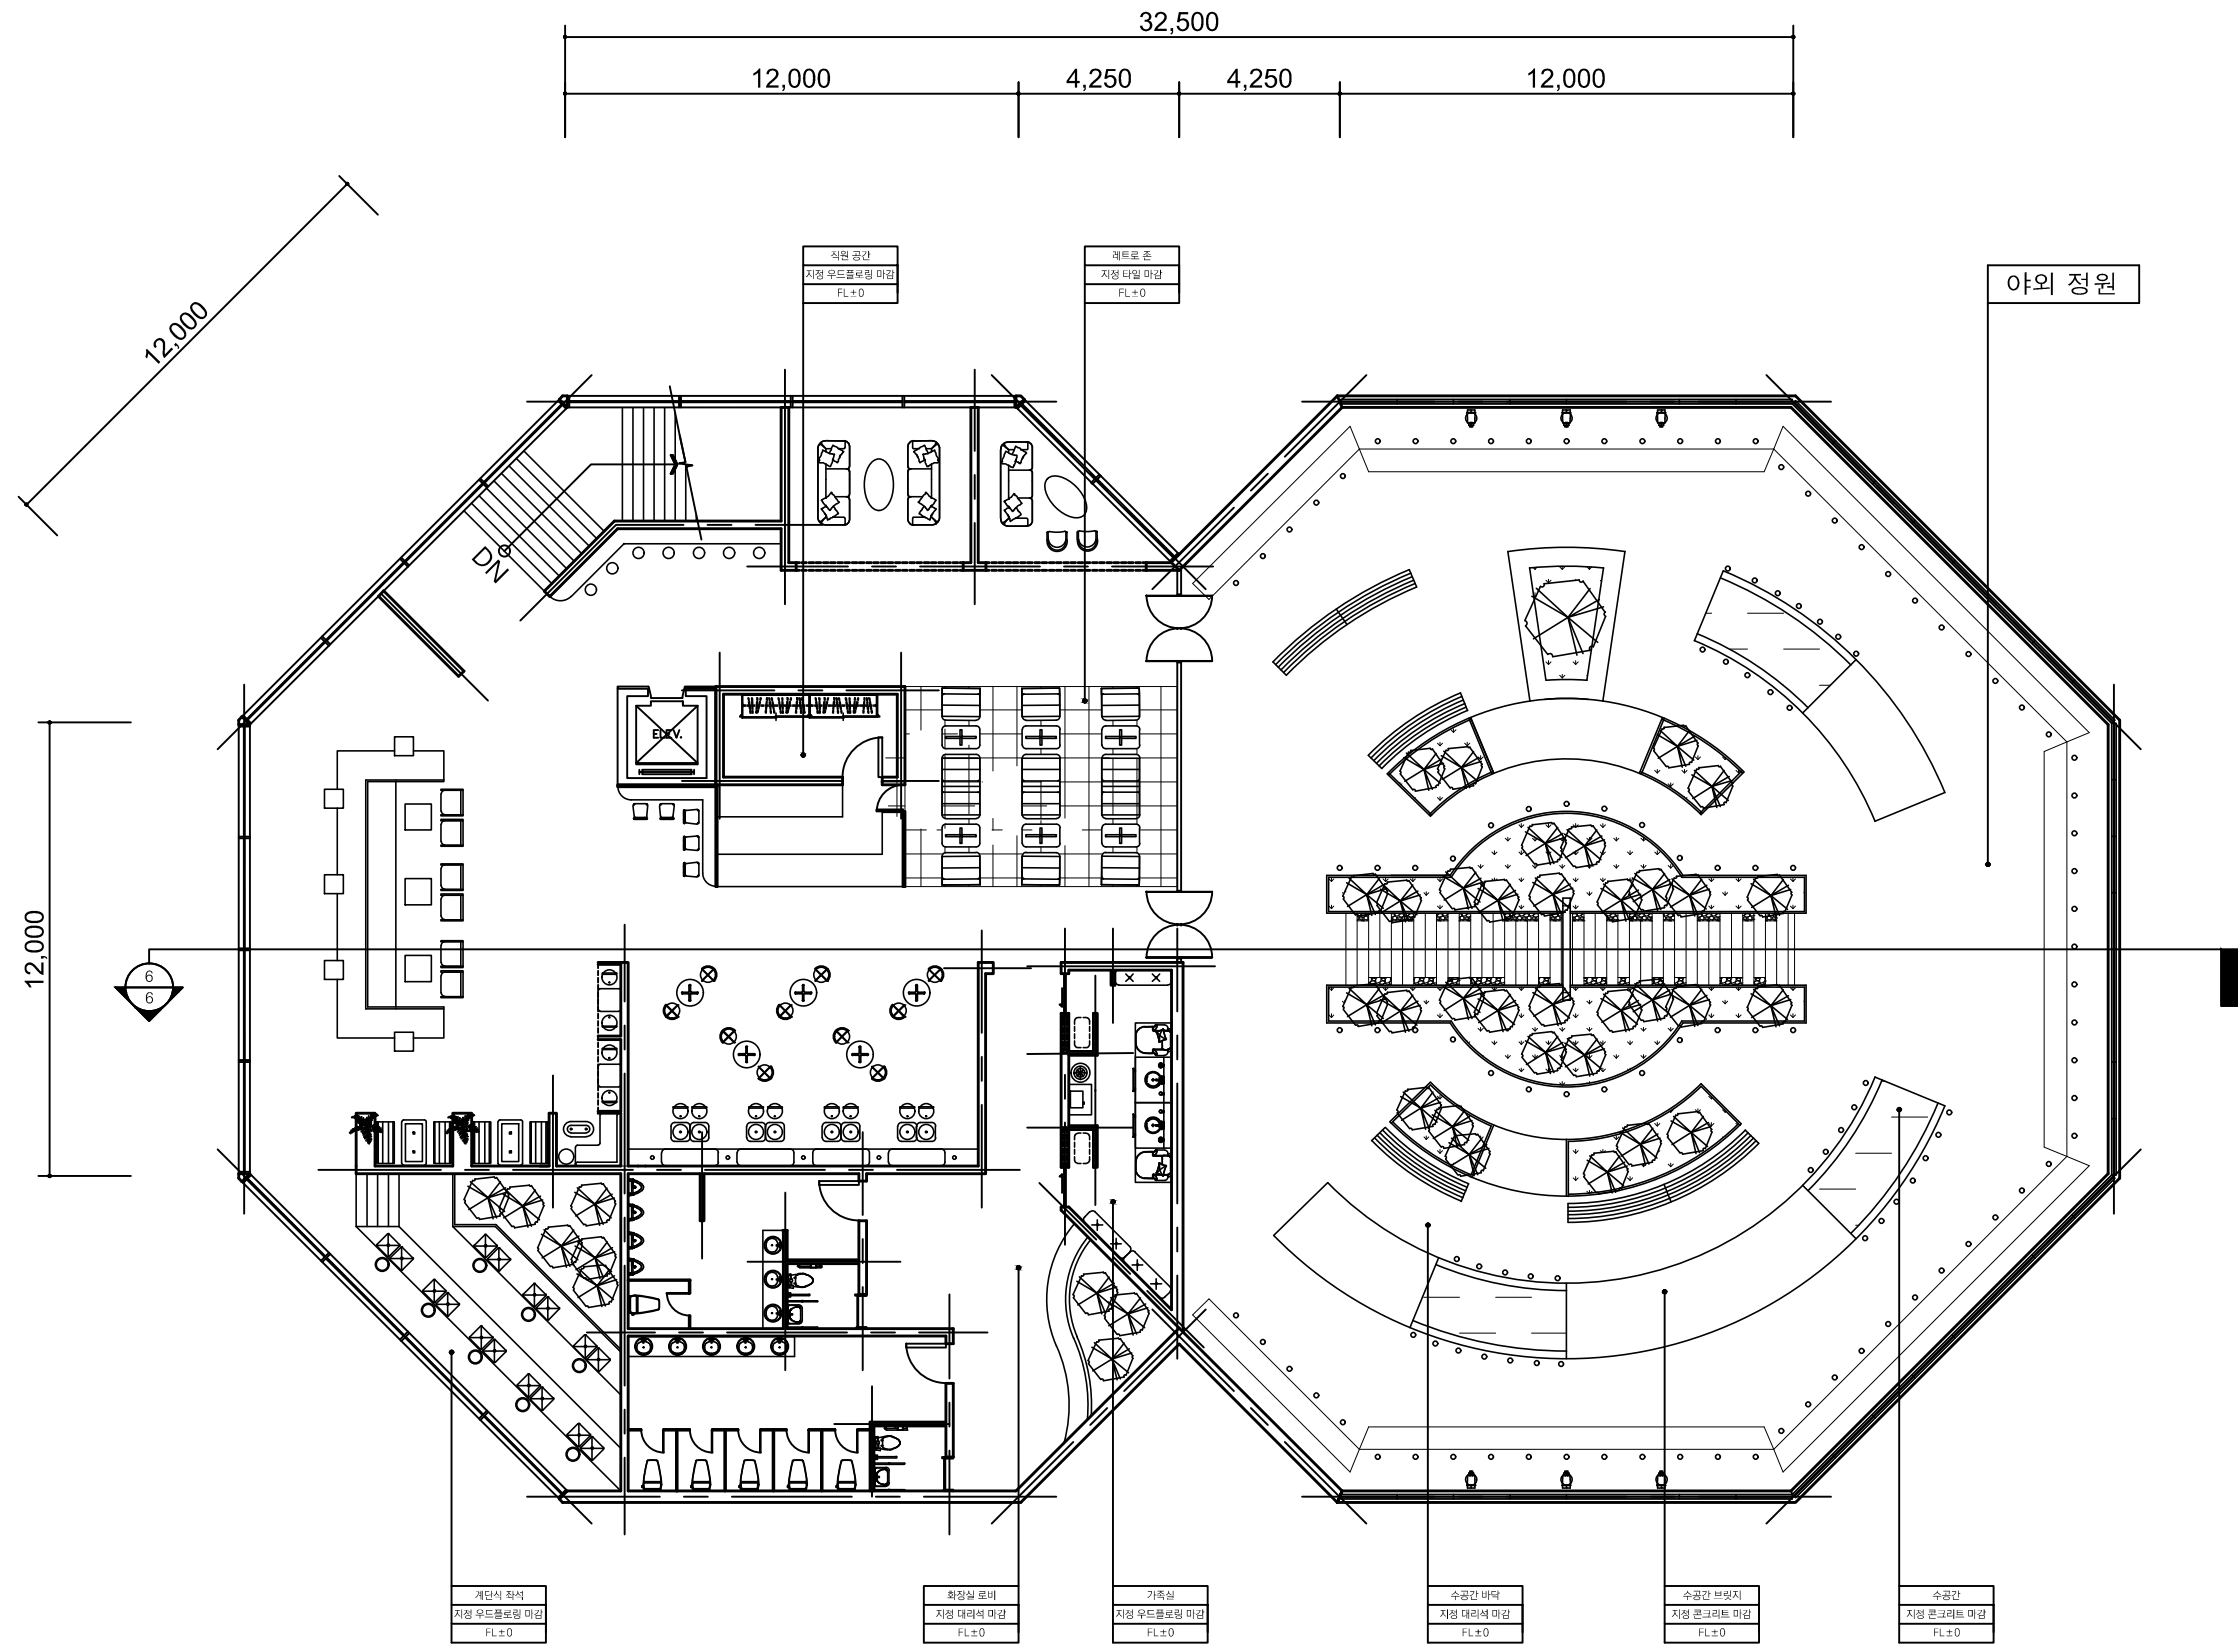 32,500
12,000
4,250
4,250
12,000
12,000
직원 공간
지정 우드플로링 마감
FL±0
레트로 존
지정 타일 마감
FL±0
야외 정원
DN
ELEV.
12,000
6
6
계단식 좌석
지정 우드플로링 마감
FL±0
화장실 로비
지정 대리석 마감
FL±0
가족실
지정 우드플로링 마감
FL±0
수공간 바닥
지정 대리석 마감
FL±0
수공간 브릿지
지정 콘크리트 마감
FL±0
수공간
지정 콘크리트 마감
FL±0